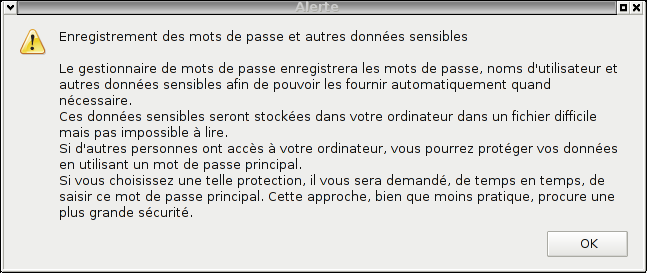 Alerte
Enregistrement des mots de passe et autres données sensibles
Le gestionnaire de mots de passe enregistrera les mots de passe, noms d'utilisateur et
autres données sensibles afin de pouvoir les fournir automatiquement quand
nécessaire.
Ces données sensibles seront stockées dans votre ordinateur dans un fichier difficile
mais pas impossible à lire.
Si d'autres personnes ont accès à votre ordinateur, vous pourrez protéger vos données
en utilisant un mot de passe principal.
Si vous choisissez une telle protection, il vous sera demandé, de temps en temps, de
saisir ce mot de passe principal. Cette approche, bien que moins pratique, procure une
plus grande sécurité.
OK